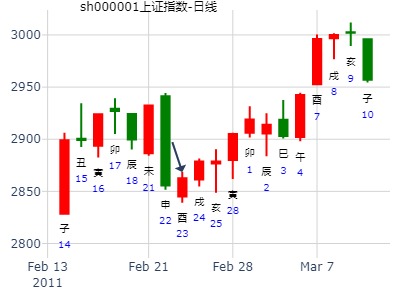 sh000001上证指数-日线
3000
2950
2900
2850
2800
子
14
丑
15
寅
16
卯
17
辰
18
未
21
申
22
酉
23
戌
24
亥
25
寅
28
卯
1
辰
2
巳
3
午
4
酉
7
戌
8
亥
9
子
10
Feb 13
2011
Feb 21
Feb 28
Mar 7